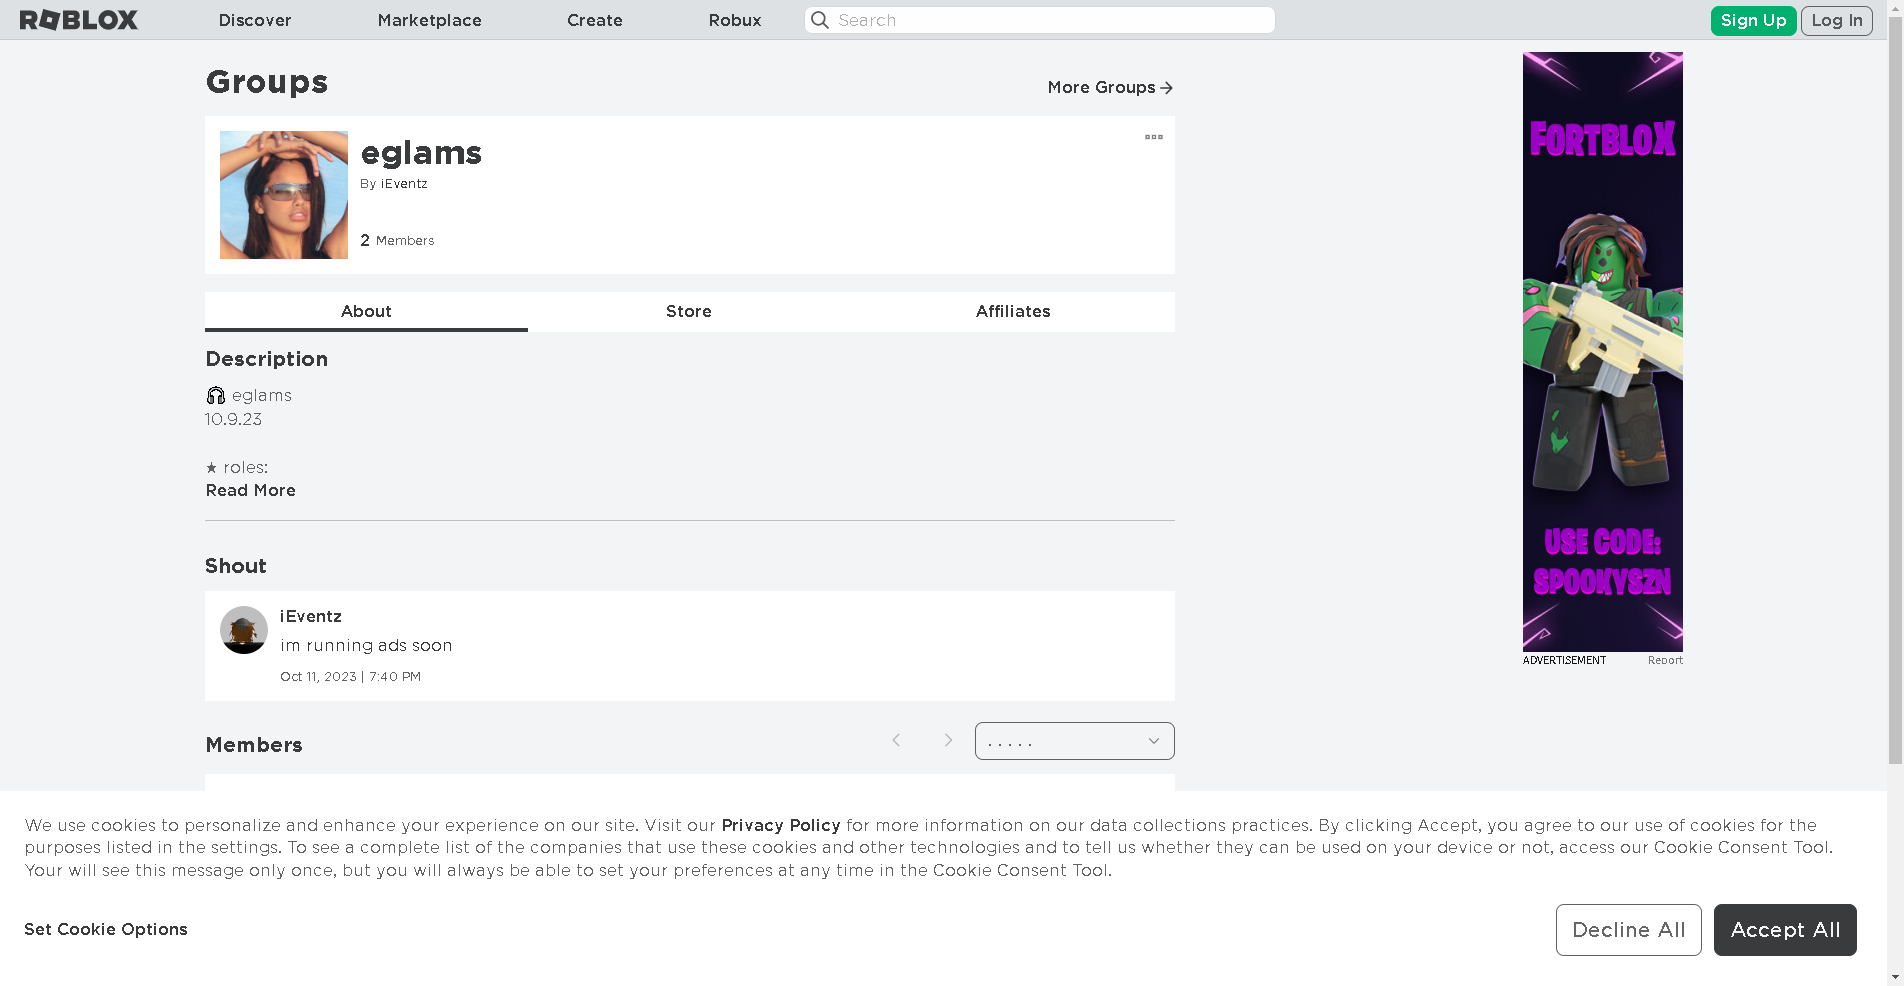 ROBLOX
Discover
Marketplace
Create
Robux
Search
Sign Up
Log In
Groups
More Groups
eglams
By iEventz
2 Members
About
Store
Affiliates
Description
eglams
10.9.23
★ roles:
Read More
Shout
iEventz
im running ads soon
Oct 11, 2023 | 7:40 PM
Members
. . . . .
FORTBLOX
USE CODE:
SPOOKYSZN
ADVERTISEMENT
Report
We use cookies to personalize and enhance your experience on our site. Visit our Privacy Policy for more information on our data collections practices. By clicking Accept, you agree to our use of cookies for the
purposes listed in the settings. To see a complete list of the companies that use these cookies and other technologies and to tell us whether they can be used on your device or not, access our Cookie Consent Tool.
Your will see this message only once, but you will always be able to set your preferences at any time in the Cookie Consent Tool.
Set Cookie Options
Decline All
Accept All